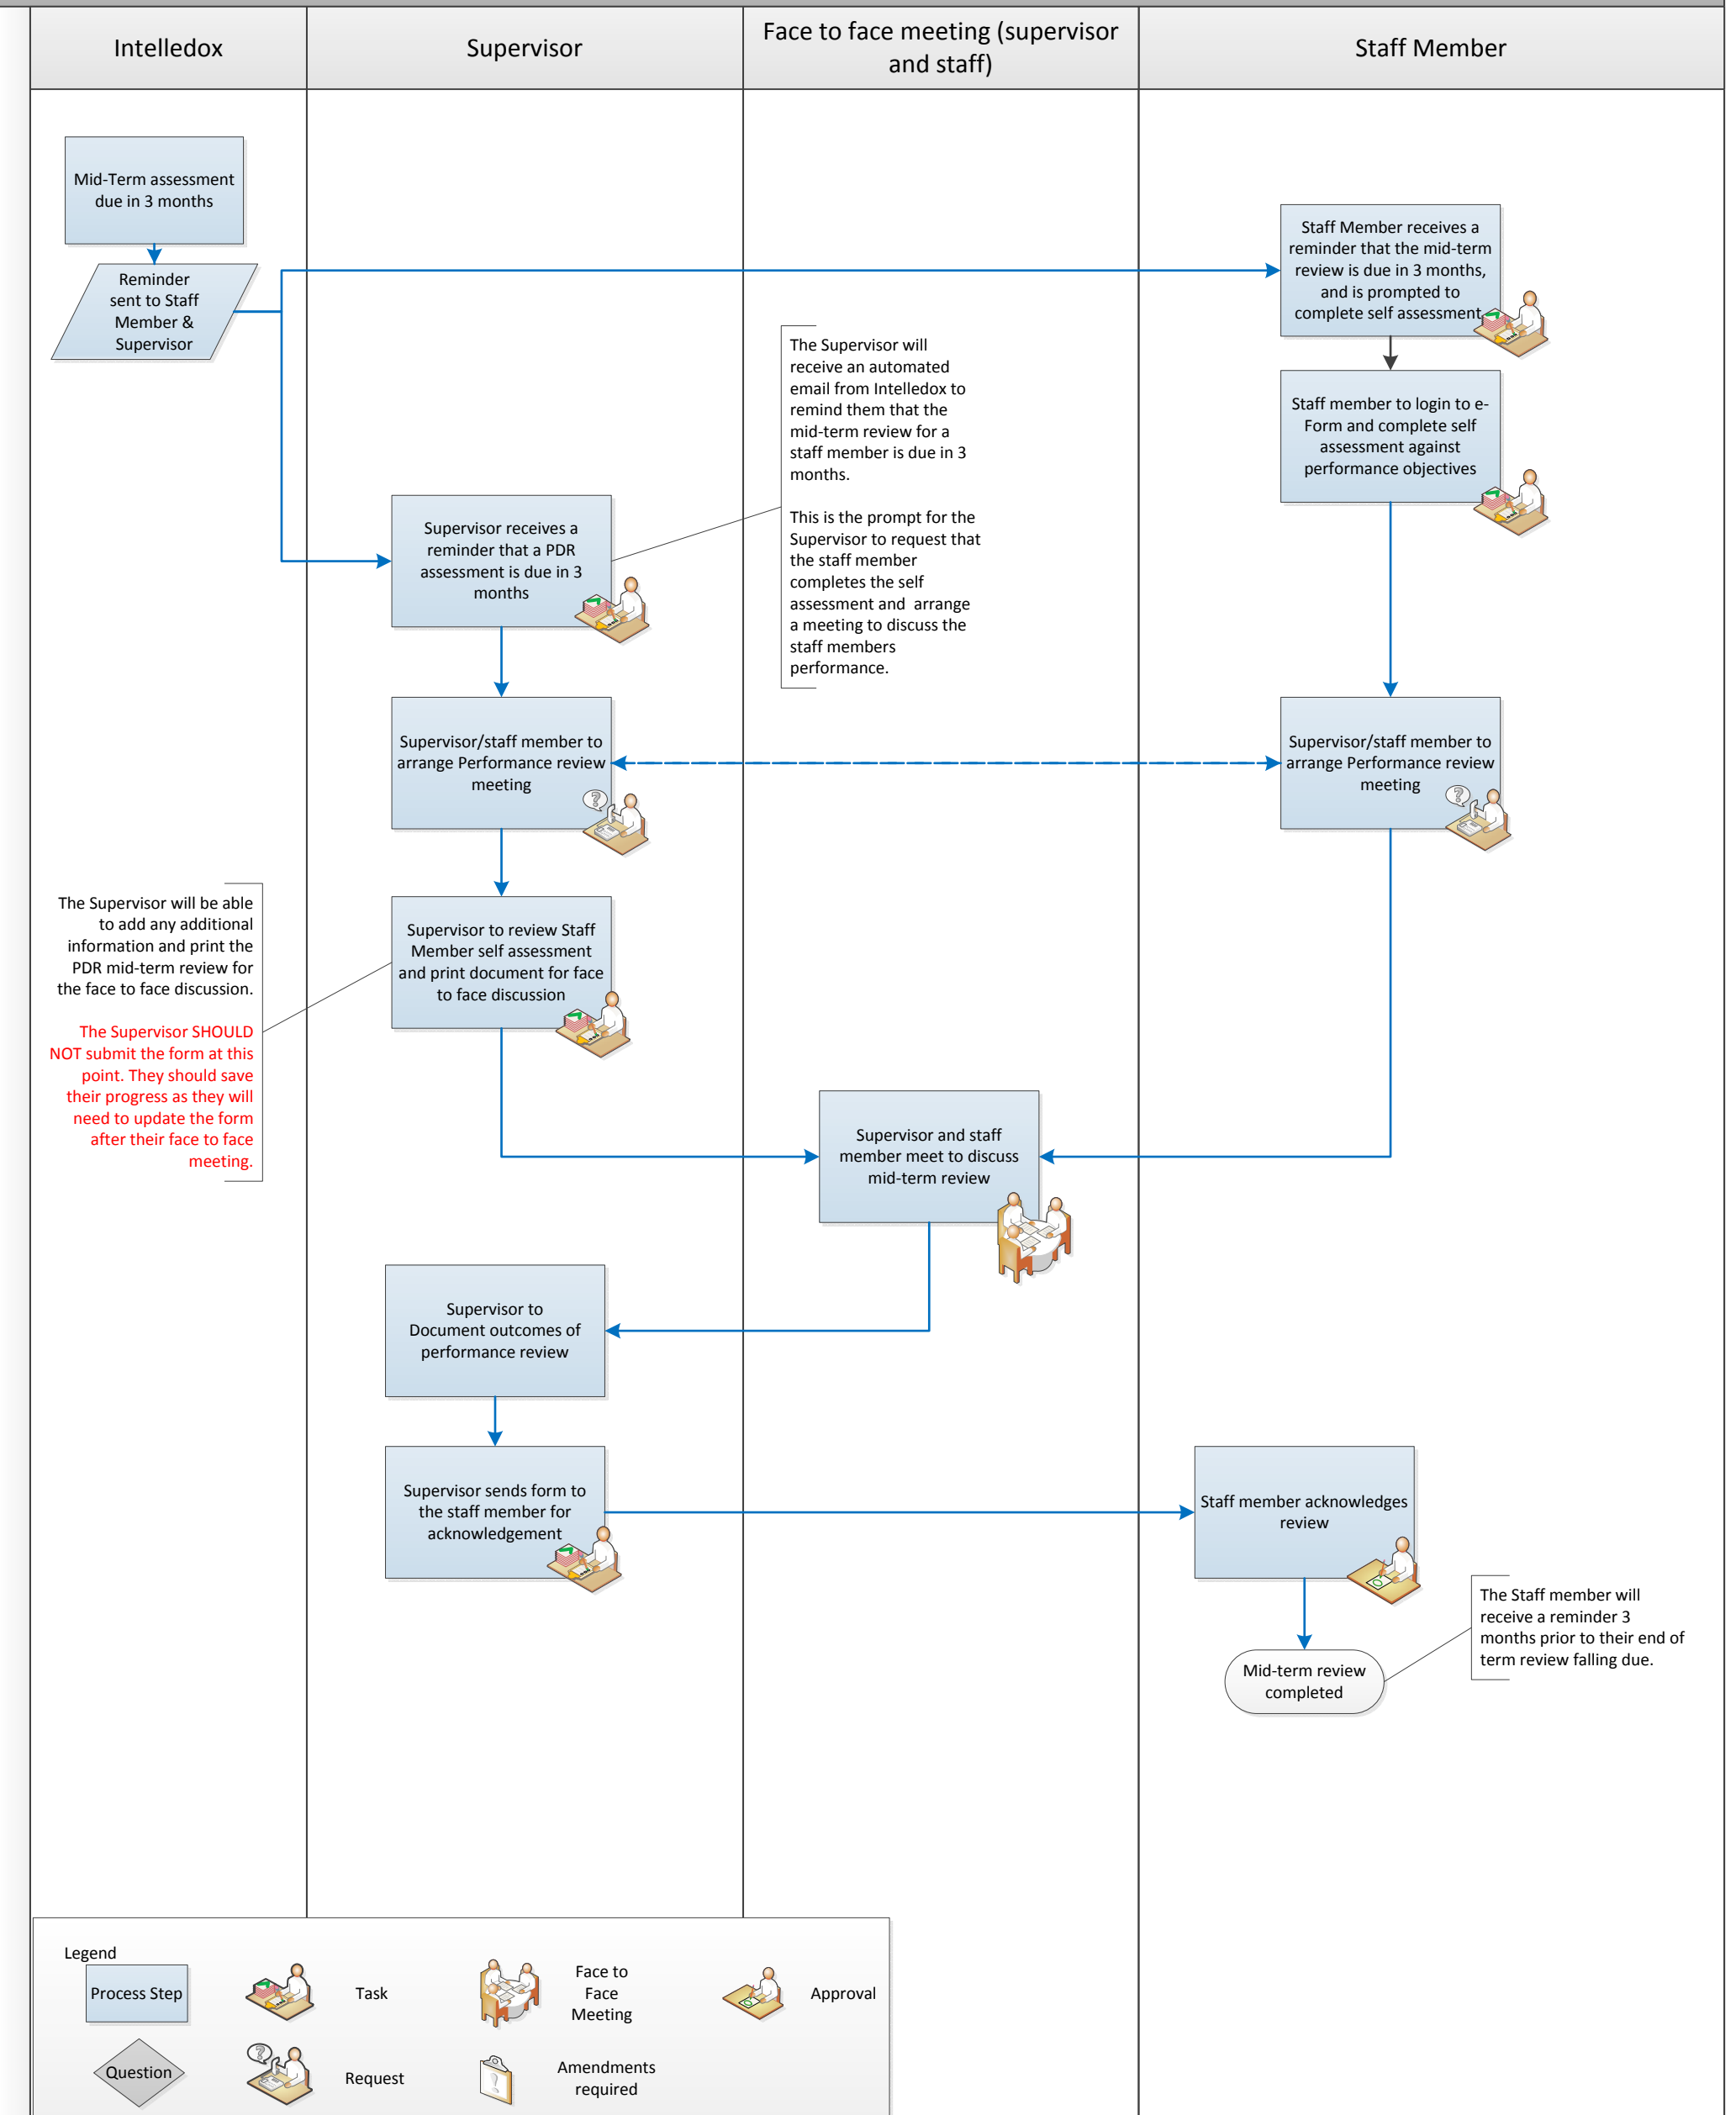 Intelledox
Supervisor
Face to face meeting (supervisor
and staff)
Staff Member
Mid-Term assessment
due in 3 months
Reminder
sent to Staff
Member &
Supervisor
Staff Member receives a
reminder that the mid-term
review is due in 3 months,
and is prompted to
complete self assessment
Staff member to login to e-
Form and complete self
assessment against
performance objectives
The Supervisor will
receive an automated
email from Intelledox to
remind them that the
mid-term review for a
staff member is due in 3
months.
This is the prompt for the
Supervisor to request that
the staff member
completes the self
assessment and  arrange
a meeting to discuss the
staff members
performance.
Supervisor receives a
reminder that a PDR
assessment is due in 3
months
Supervisor/staff member to
arrange Performance review
meeting
Supervisor/staff member to
arrange Performance review
meeting
The Supervisor will be able
to add any additional
information and print the
PDR mid-term review for
the face to face discussion.
The Supervisor SHOULD
NOT submit the form at this
point. They should save
their progress as they will
need to update the form
after their face to face
meeting.
Supervisor to review Staff
Member self assessment
and print document for face
to face discussion
Supervisor and staff
member meet to discuss
mid-term review
Supervisor to
Document outcomes of
performance review
Supervisor sends form to
the staff member for
acknowledgement
Staff member acknowledges
review
The Staff member will
receive a reminder 3
months prior to their end of
term review falling due.
Mid-term review
completed
Legend
Process Step
Task
Face to
Face
Meeting
Approval
Question
Request
Amendments
required